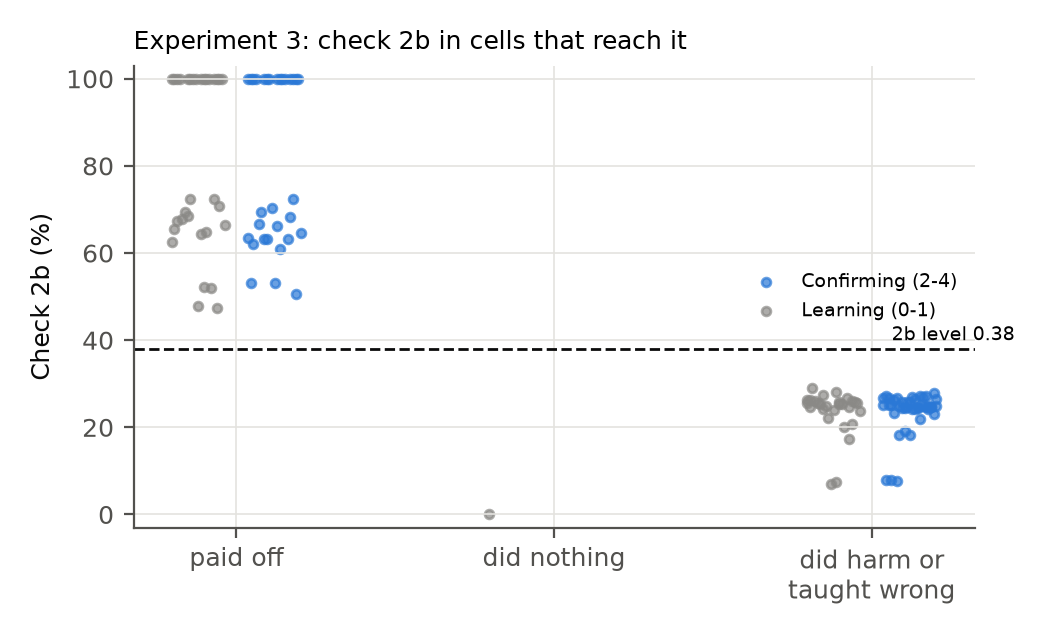 Experiment 3: check 2b in cells that reach it
Check 2b (%)
100
80
60
40
20
0
Confirming (2-4)
Learning (0-1)
2b level 0.38
paid off
did nothing
did harm or
taught wrong